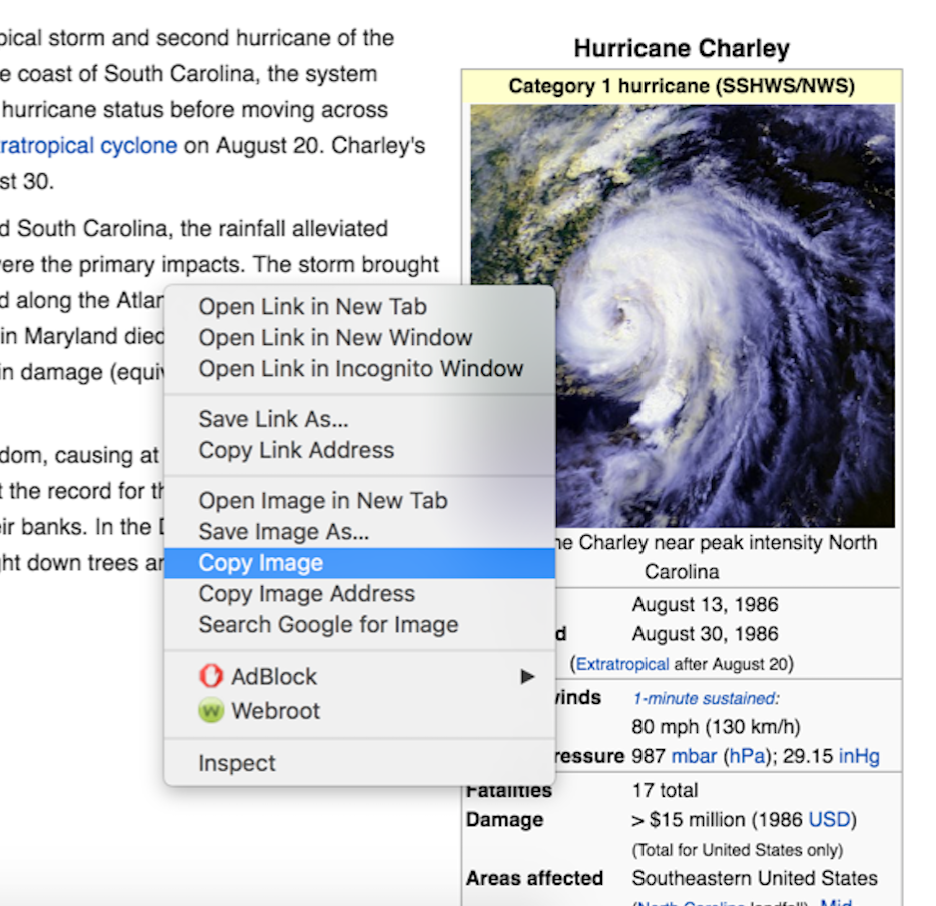 pical storm and second hurricane of the
e coast of South Carolina, the system
hurricane status before moving across
ratropical cyclone on August 20. Charley's
st 30.
d South Carolina, the rainfall alleviated
vere the primary impacts. The storm brought
d along the Atlan
in Maryland died
in damage (equiv
dom, causing at
t the record for th
eir banks. In the D
ght down trees an
Open Link in New Tab
Open Link in New Window
Open Link in Incognito Window
Save Link As...
Copy Link Address
Open Image in New Tab
Save Image As...
Copy Image
Copy Image Address
Search Google for Image
AdBlock
Webroot
Inspect
Hurricane Charley
Category 1 hurricane (SSHWS/NWS)
ne Charley near peak intensity North
Carolina
August 13, 1986
d August 30, 1986
(Extratropical after August 20)
winds 1-minute sustained:
80 mph (130 km/h)
ressure 987 mbar (hPa); 29.15 inHg
Fatalities 17 total
Damage > $15 million (1986 USD)
(Total for United States only)
Areas affected Southeastern United States
(North Carolina landfall), Mid